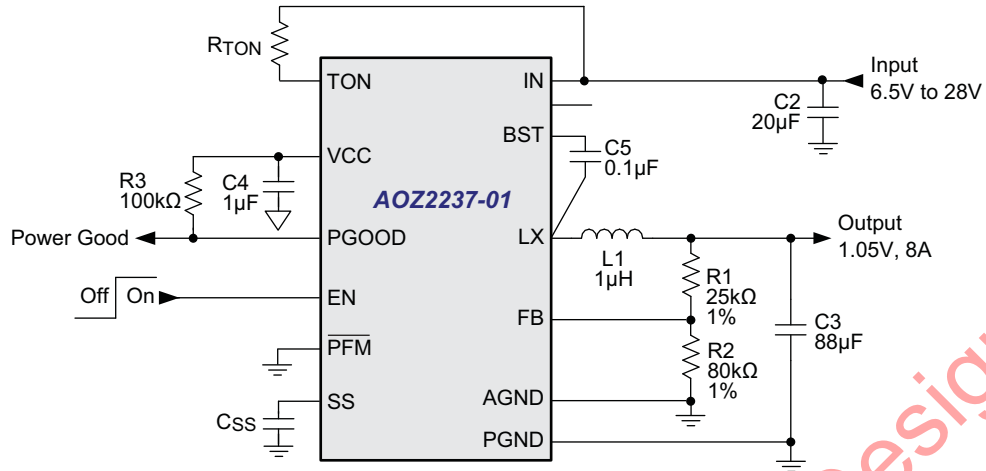 RTON
TON
IN
Input
6.5V to 28V
C2
20µF
BST
C5
0.1µF
VCC
R3
100kΩ
C4
1µF
AOZ2237-01
Power Good
PGOOD
LX
L1
1µH
Output
1.05V, 8A
R1
25kΩ
1%
Off
On
EN
FB
C3
88µF
PFM
R2
80kΩ
1%
CSS
SS
AGND
PGND
Design